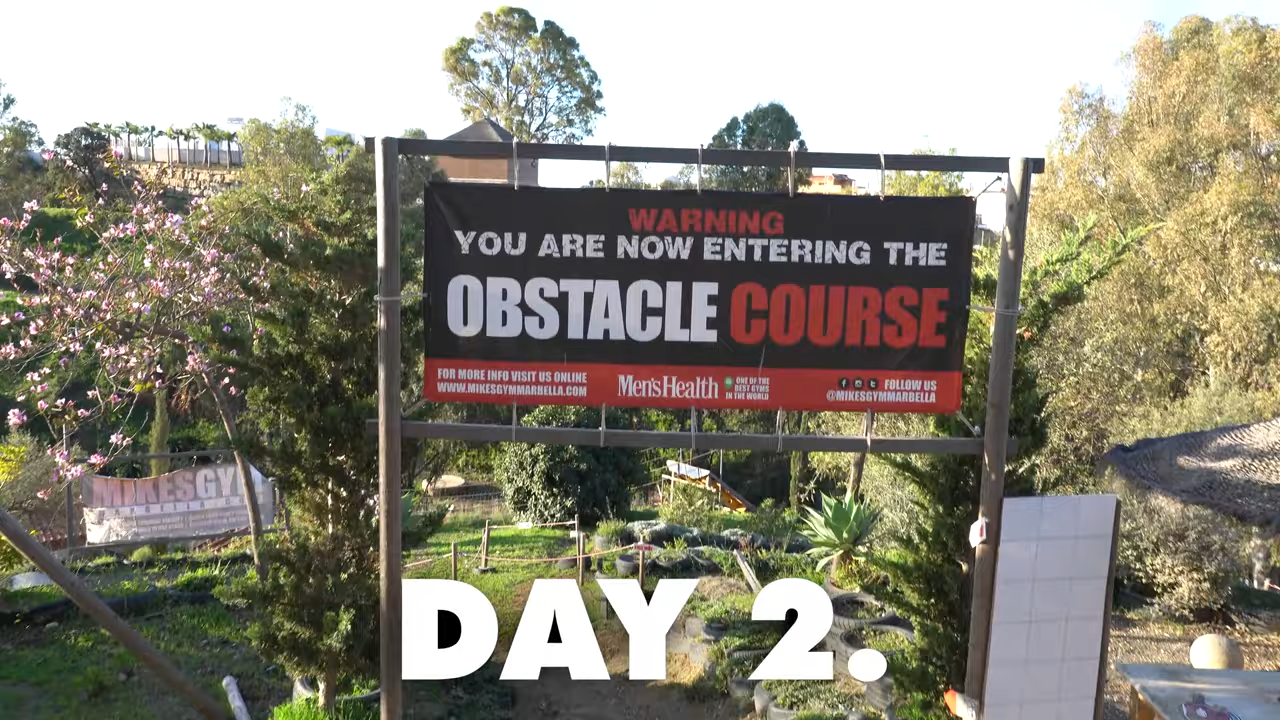 WARNING
YOU ARE NOW ENTERING THE
OBSTACLE COURSE
FOR MORE INFO VISIT US ONLINE
WWW.MIKESGYMMARBELLA.COM
Men'sHealth
ONE OF THE
BEST GYMS
IN THE WORLD
FOLLOW US
@MIKESGYMMARBELLA
MIKESGYM
DAY 2.